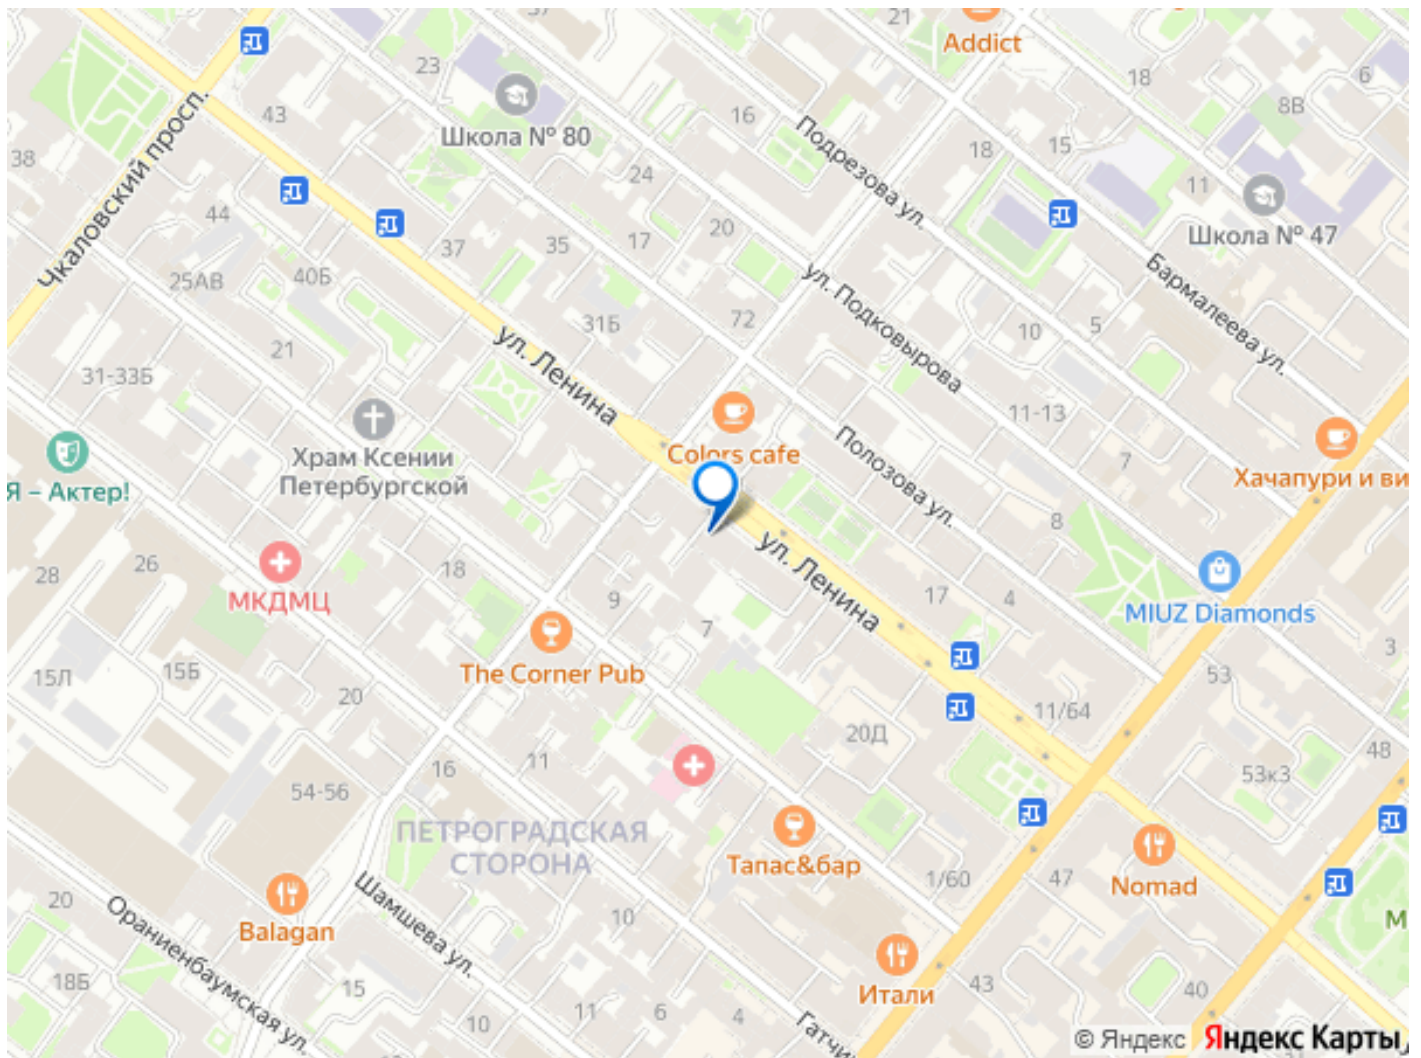 21
Addict
23
18
6
8В
43
Школа № 80
16
Подрезова ул.
15
18
38
Чкаловский просп.
24
11
44
20
Школа № 47
37
35
17
25АВ
40Б
ул. Подковырова
Бармалеева ул.
72
31Б
10
5
ул. Ленина
21
31-33Б
11-13
Colors cafe
Полозова ул.
7
Храм Ксении
Петербургской
Я – Актер!
Хачапури и ви
8
ул. Ленина
26
28
18
МКДМЦ
9
17
4
MIUZ Diamonds
7
The Corner Pub
3
15Л
15Б
20
53
11/64
20Д
11
16
48
53к3
54-56
ПЕТРОГРАДСКАЯ
СТОРОНА
Тапас&бар
1/60
47
Nomad
20
Шамшева ул.
Balagan
10
М
Ораниенбаумская ул.
18Б
15
Итали
43
40
11
6
4
10
Гатчи
© Яндекс Яндекс Карты